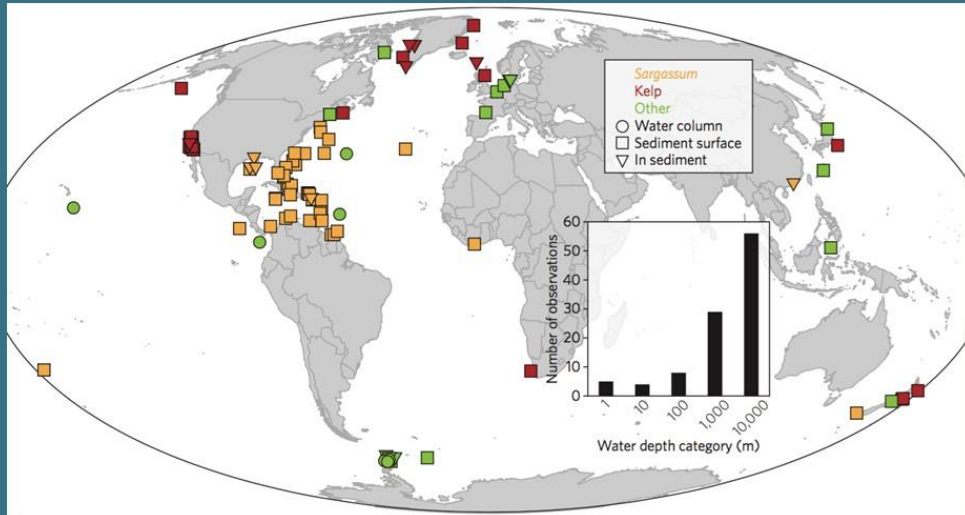 Sargassum
Kelp
Other
Water column
Sediment surface
In sediment
Number of observations
60
50
40
30
20
10
0
1
10
100
1,000
10,000
Water depth category (m)